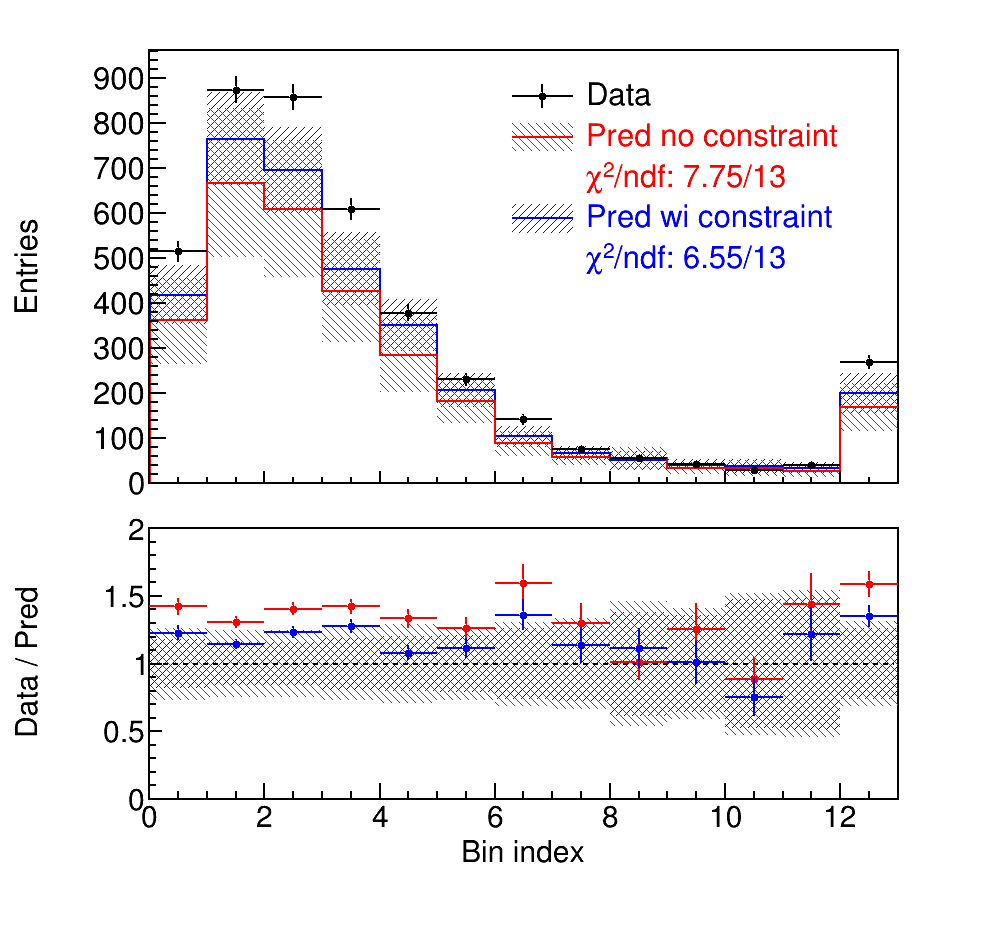 900
800
700
600
500
400
300
200
100
0
Entries
Data
Pred no constraint
χ²/ndf: 7.75/13
Pred wi constraint
χ²/ndf: 6.55/13
2
1.5
1
0.5
0
Data / Pred
0 2 4 6 8 10 12
Bin index